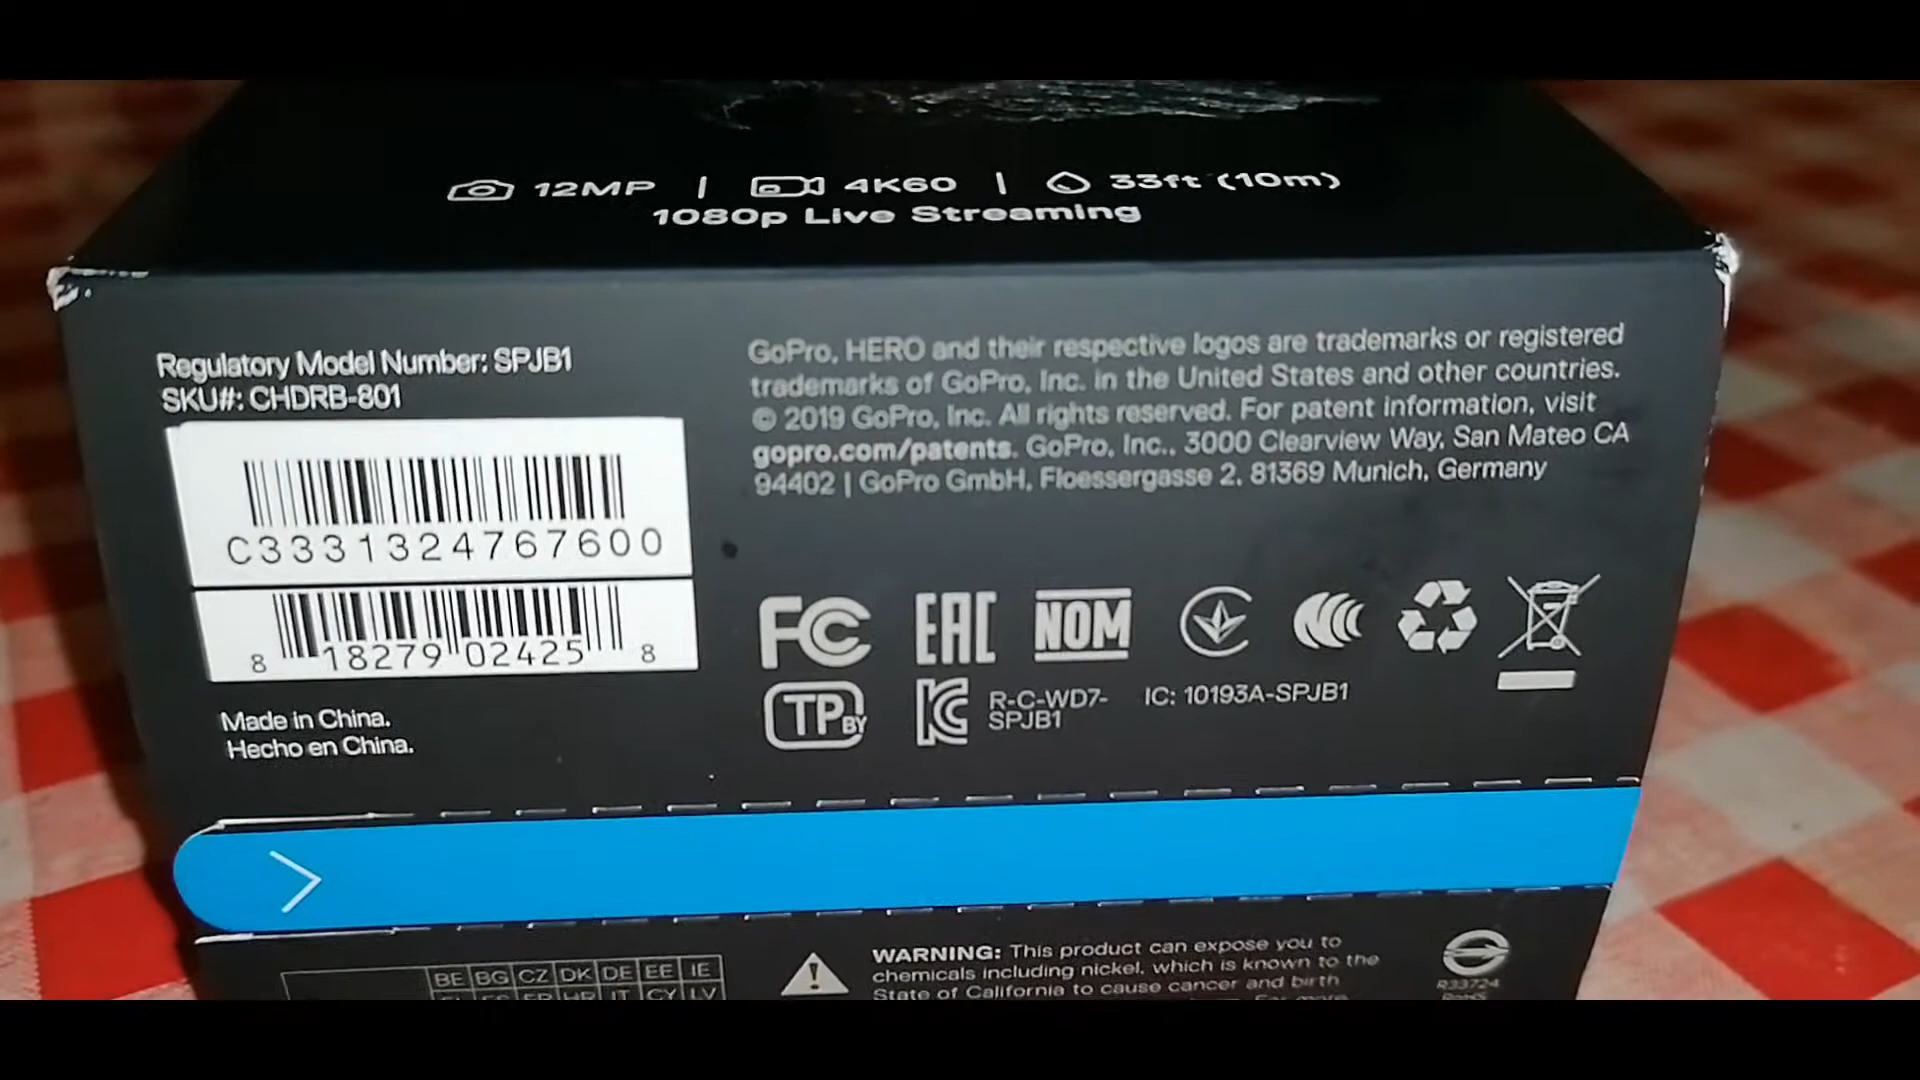 12MP | 4K60 | 33ft (10m)
1080p Live Streaming
Regulatory Model Number: SPJB1
SKU#: CHDRB-801
C3331324767600
8 18279 02425 8
Made in China.
Hecho en China.
GoPro, HERO and their respective logos are trademarks or registered
trademarks of GoPro, Inc. in the United States and other countries.
© 2019 GoPro, Inc. All rights reserved. For patent information, visit
gopro.com/patents. GoPro, Inc., 3000 Clearview Way, San Mateo CA
94402 | GoPro GmbH, Floessergasse 2, 81369 Munich, Germany
FC EAC NOM
TP BY
R-C-WD7-
SPJB1
IC: 10193A-SPJB1
BE BG CZ DK DE EE IE
IT CY LV
WARNING: This product can expose you to
chemicals including nickel, which is known to the
State of California to cause cancer and birth
For more
R33724
RoHS